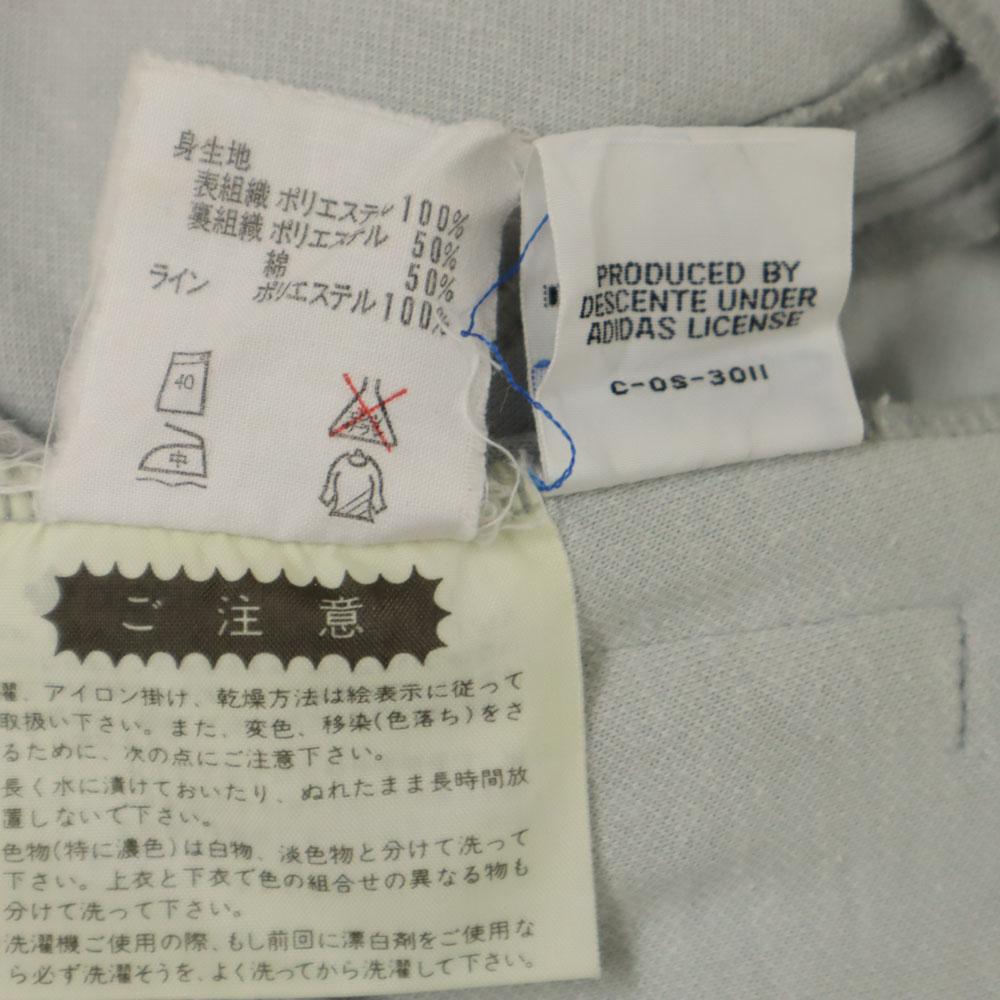 身生地
表組織 ポリエステル 100%
裏組織 ポリエステル 50%
綿 50%
ライン ポリエステル 100%
40
中
PRODUCED BY
DESCENTE UNDER
ADIDAS LICENSE
C-OS-3011
ご注意
濯、アイロン掛け、乾燥方法は絵表示に従って
取扱い下さい。また、変色、移染(色落ち)をさ
るために、次の点にご注意下さい。
長く水に漬けておいたり、ぬれたまま長時間放
置しないで下さい。
色物(特に濃色)は白物、淡色物と分けて洗って
下さい。上衣と下衣で色の組合せの異なる物も
分けて洗って下さい。
洗濯機ご使用の際、もし前回に漂白剤をご使用な
ら必ず洗濯そうを、よく洗ってから洗濯して下さい。